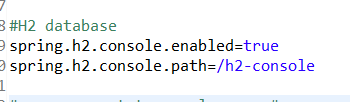 #H2 database
spring.h2.console.enabled=true
spring.h2.console.path=/h2-console